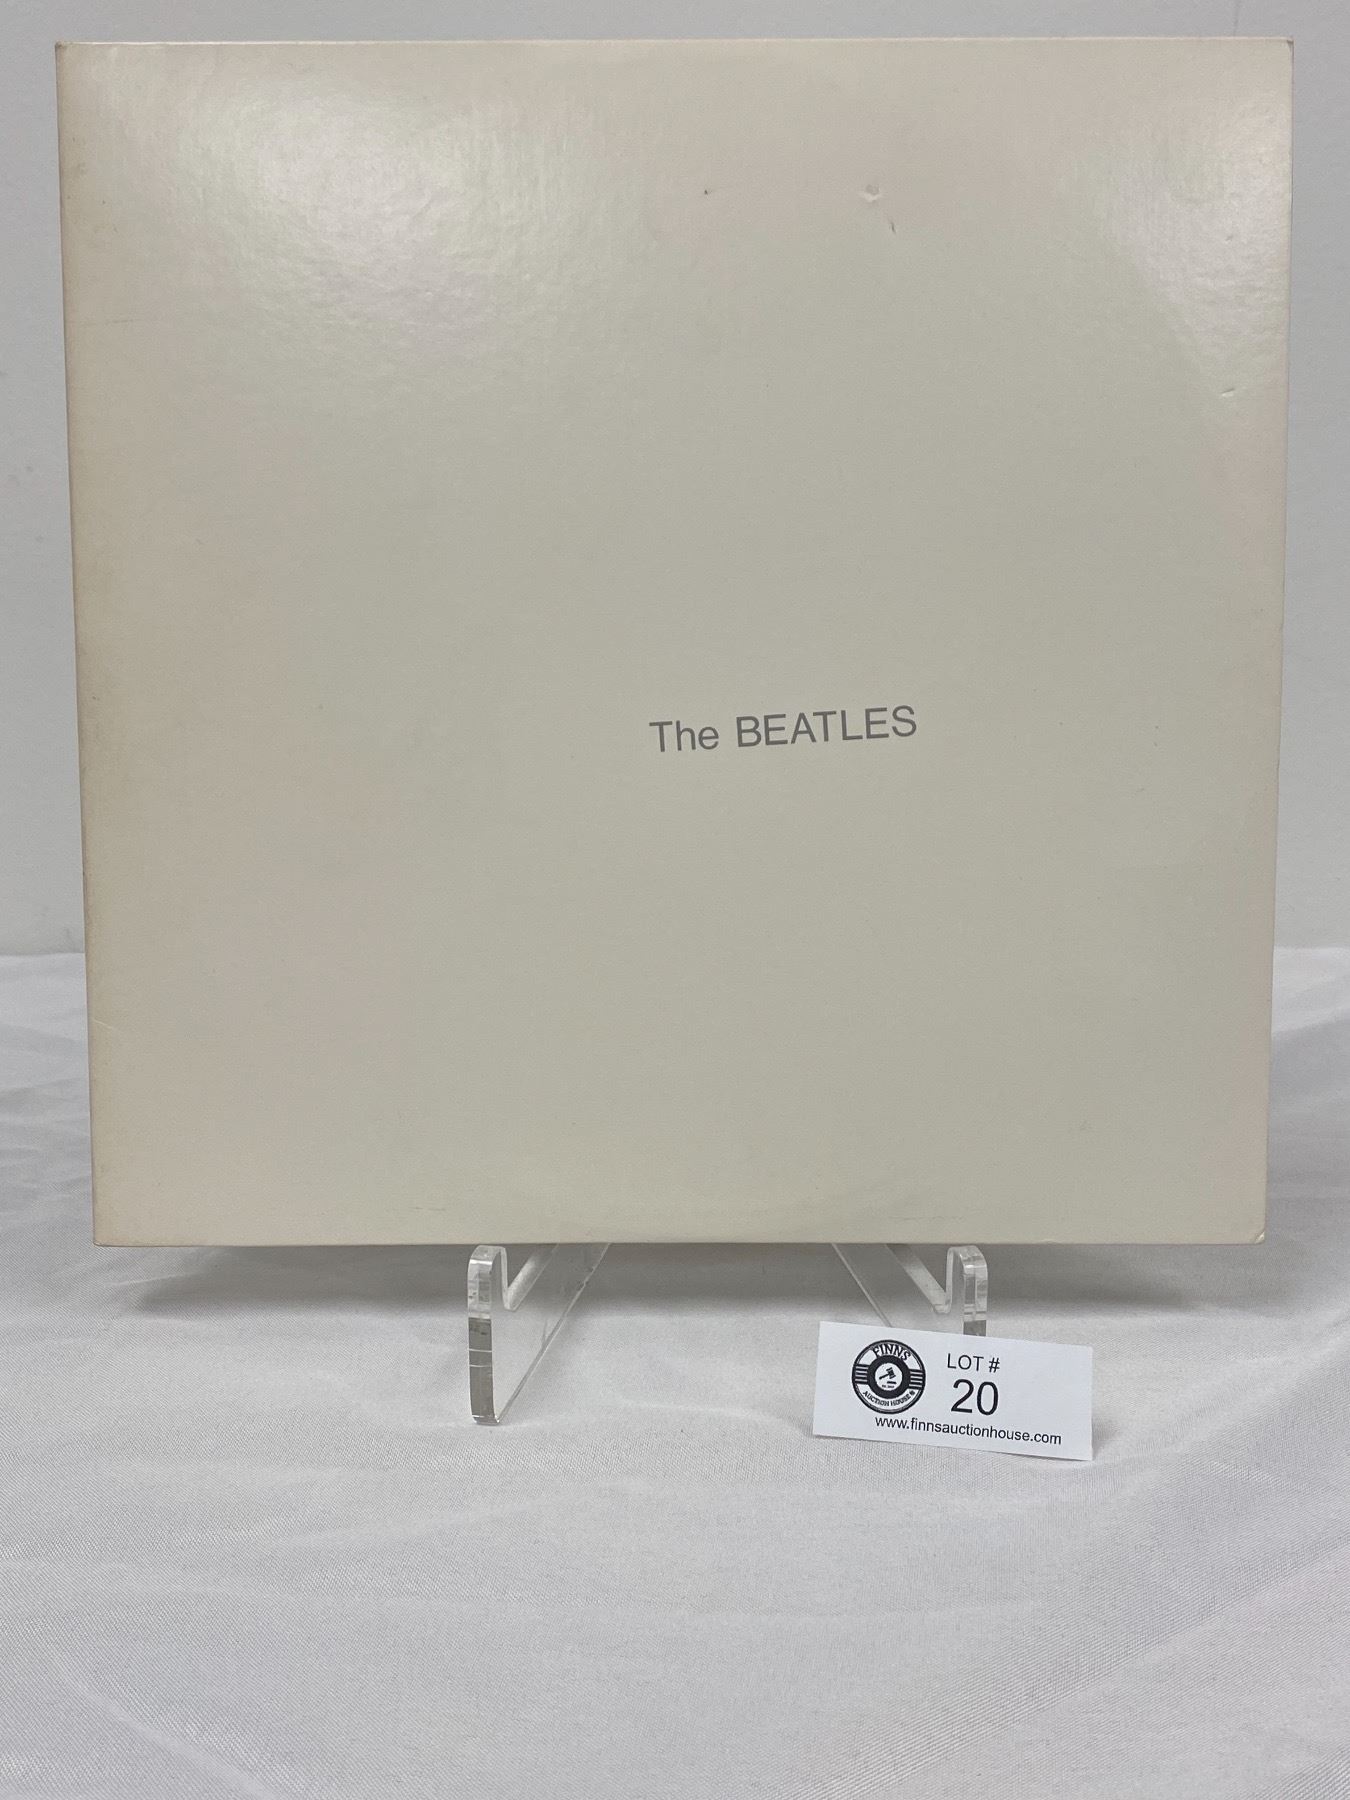 The BEATLES
FINNS
AUCTION HOUSE
LOT #
20
www.finnsauctionhouse.com